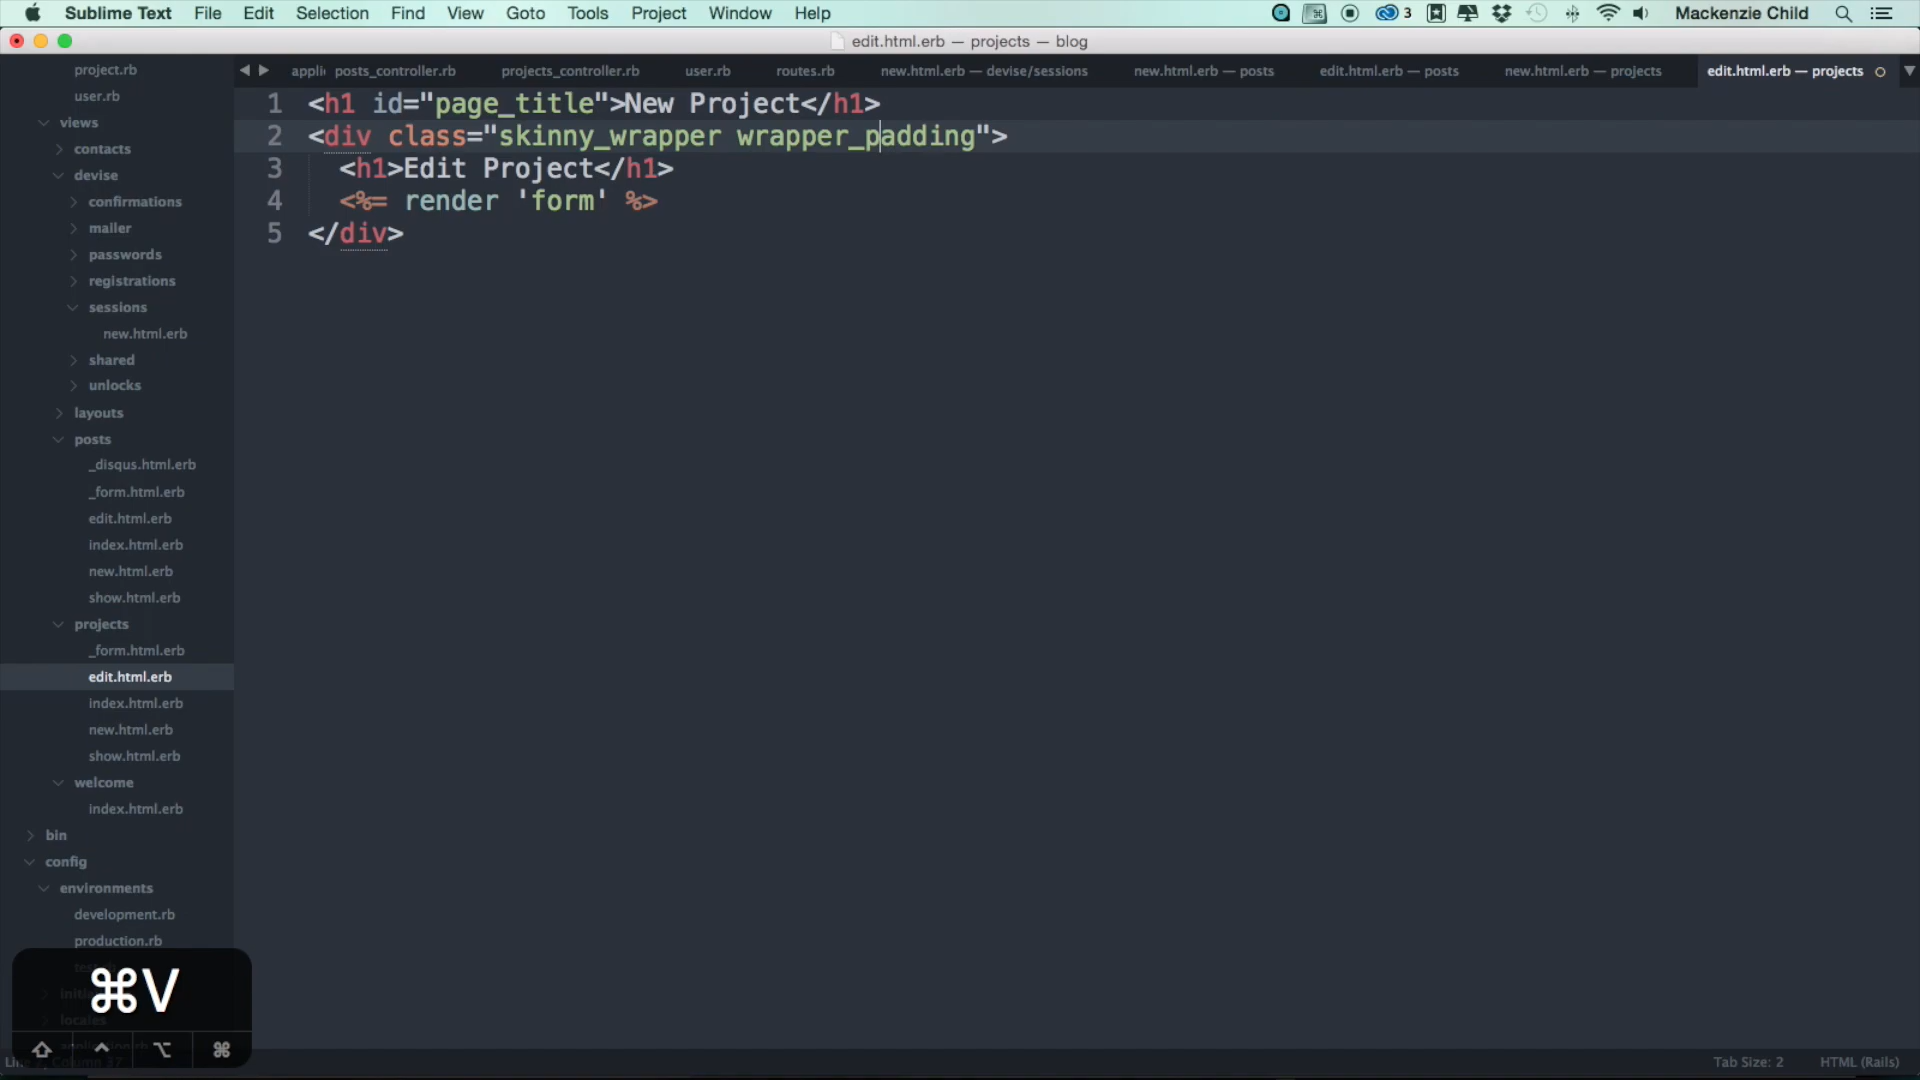 Sublime Text File Edit Selection Find View Goto Tools Project Window Help 3 Mackenzie Child
edit.html.erb — projects — blog
appli posts_controller.rb projects_controller.rb user.rb routes.rb new.html.erb — devise/sessions new.html.erb — posts edit.html.erb — posts new.html.erb — projects edit.html.erb — projects
project.rb
user.rb
views
contacts
devise
confirmations
mailer
passwords
registrations
sessions
new.html.erb
shared
unlocks
layouts
posts
_disqus.html.erb
_form.html.erb
edit.html.erb
index.html.erb
new.html.erb
show.html.erb
projects
_form.html.erb
edit.html.erb
index.html.erb
new.html.erb
show.html.erb
welcome
index.html.erb
bin
config
environments
development.rb
production.rb
locales
1 <h1 id="page_title">New Project</h1>
2 <div class="skinny_wrapper wrapper_padding">
3 <h1>Edit Project</h1>
4 <%= render 'form' %>
5 </div>
⌘V
⇧ ⌃ ⌥ ⌘
Tab Size: 2 HTML (Rails)